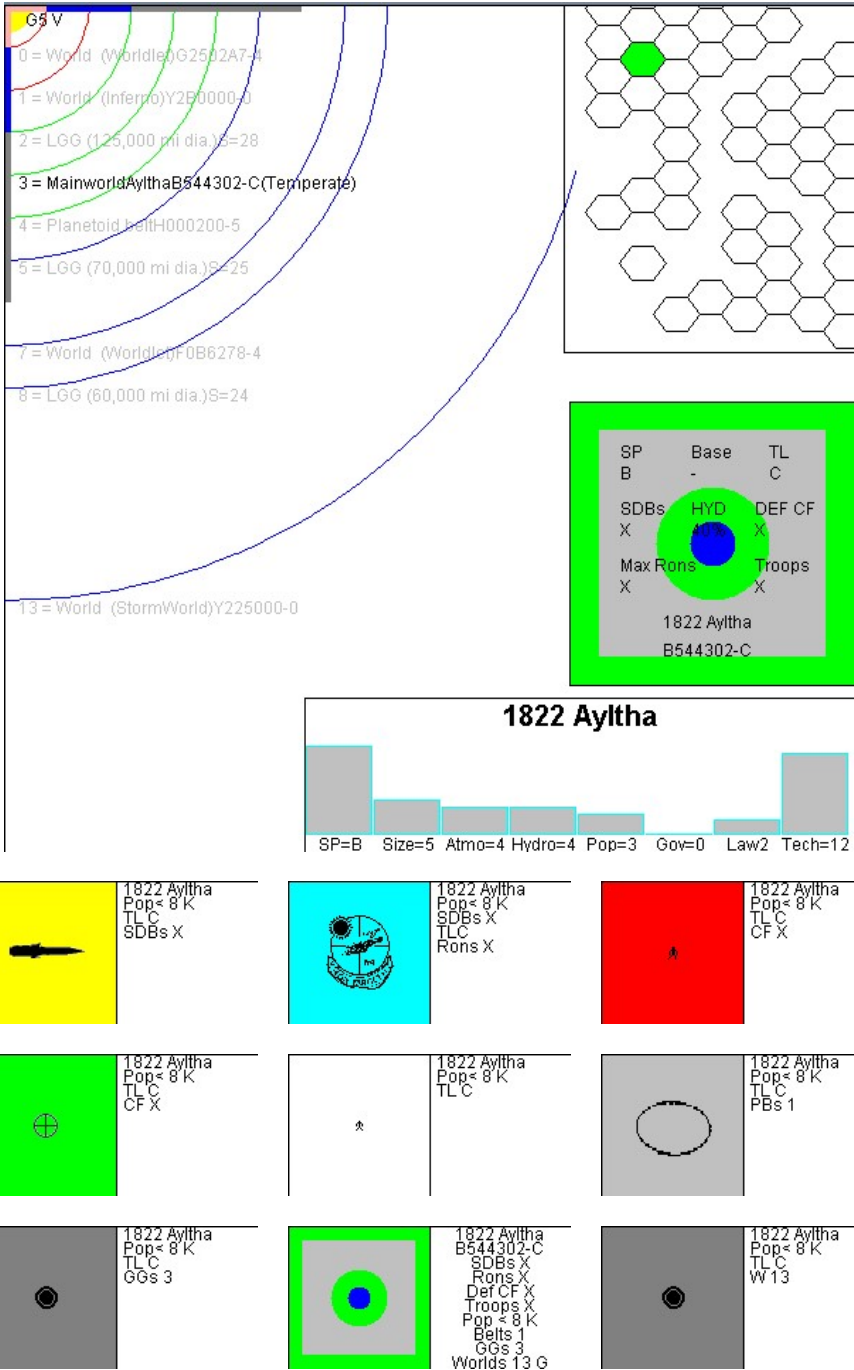 G5 V
0 = World (Worldlet)G2502A7-4
1 = World (Inferno)Y2B0000-0
2 = LGG (125,000 mi dia.)S=28
3 = MainworldAylthaB544302-C(Temperate)
4 = Planetoid beltH000200-5
5 = LGG (70,000 mi dia.)S=25
7 = World (Worldlet)F0B6278-4
8 = LGG (60,000 mi dia.)S=24
13 = World (StormWorld)Y225000-0
SP Base TL
B - C
SDBs HYD DEF CF
X 40% X
Max Rons Troops
X X
1822 Ayltha
B544302-C
1822 Ayltha
SP=B Size=5 Atmo=4 Hydro=4 Pop=3 Gov=0 Law2 Tech=12
1822 Ayltha
Pop< 8 K
TL C
SDBs X
1822 Ayltha
Pop< 8 K
SDBs X
TLC
Rons X
1822 Ayltha
Pop< 8 K
TL C
CF X
1822 Ayltha
Pop< 8 K
TL C
CF X
1822 Ayltha
Pop< 8 K
TL C
1822 Ayltha
Pop< 8 K
TL C
PBs 1
1822 Ayltha
Pop< 8 K
TL C
GGs 3
1822 Ayltha
B544302-C
SDBs X
Rons X
Def CF X
Troops X
Pop < 8 K
Belts 1
GGs 3
Worlds 13 G
1822 Ayltha
Pop< 8 K
TL C
W 13